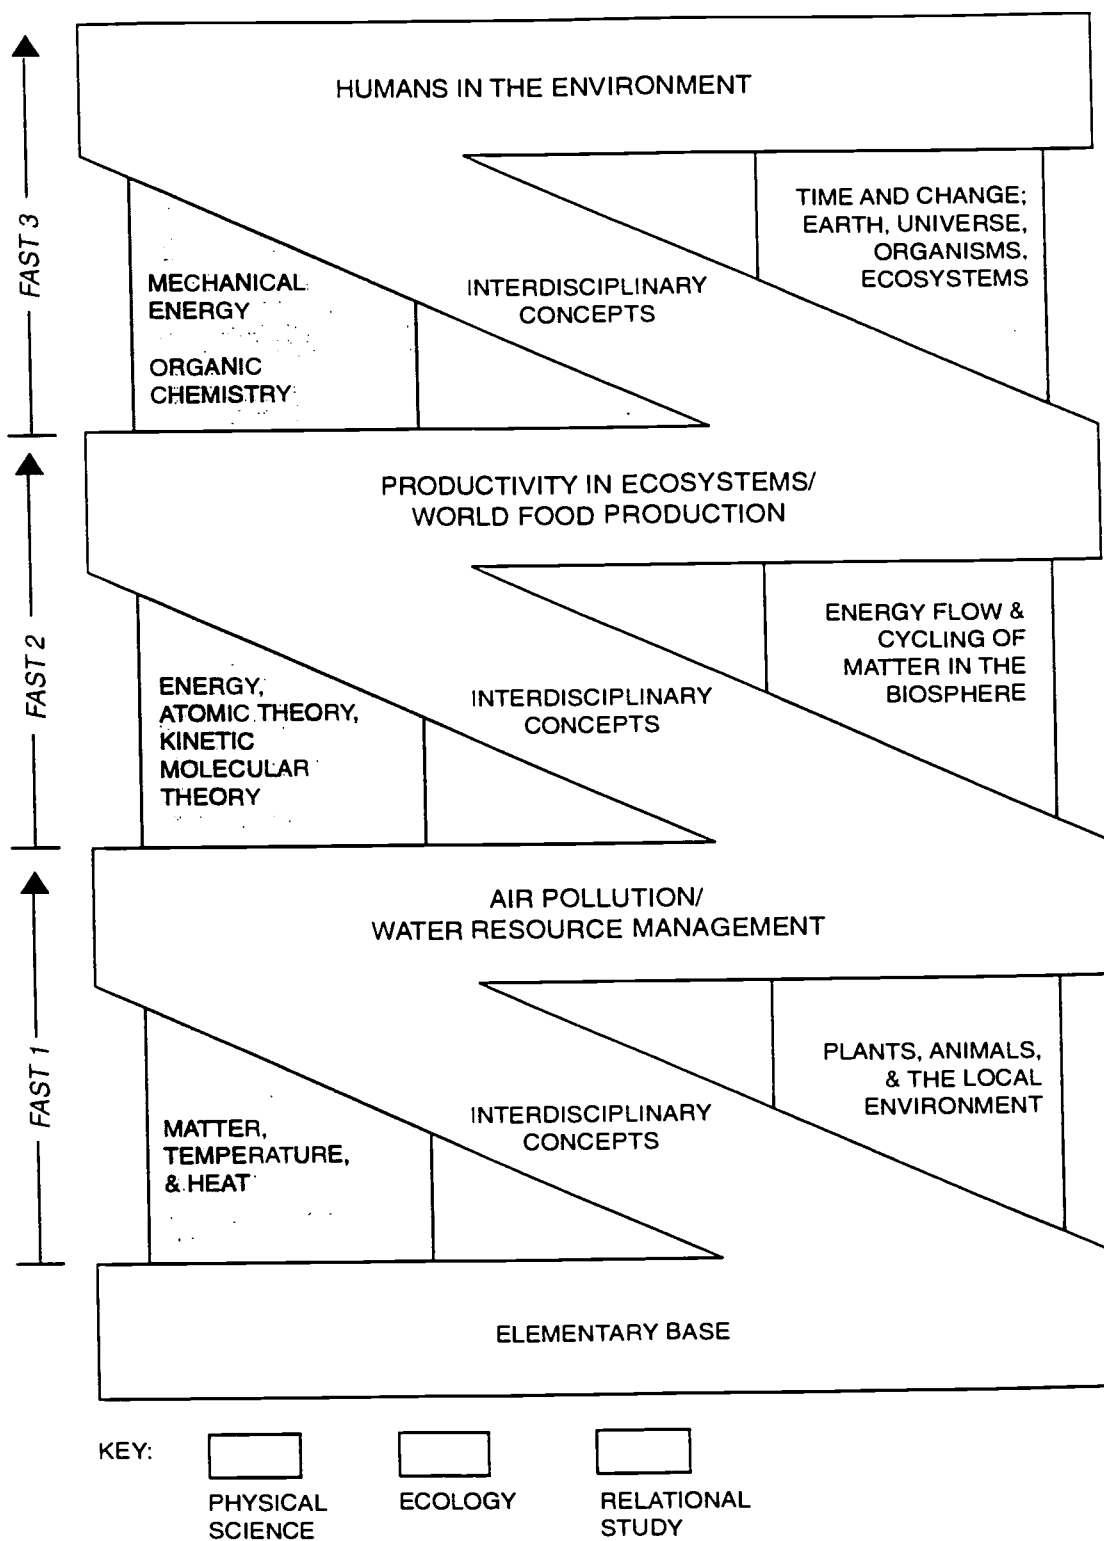 HUMANS IN THE ENVIRONMENT
FAST 3
TIME AND CHANGE;
EARTH, UNIVERSE,
ORGANISMS,
ECOSYSTEMS
MECHANICAL
ENERGY
ORGANIC
CHEMISTRY
INTERDISCIPLINARY
CONCEPTS
PRODUCTIVITY IN ECOSYSTEMS/
WORLD FOOD PRODUCTION
FAST 2
ENERGY FLOW &
CYCLING OF
MATTER IN THE
BIOSPHERE
ENERGY,
ATOMIC THEORY,
KINETIC
MOLECULAR
THEORY
INTERDISCIPLINARY
CONCEPTS
AIR POLLUTION/
WATER RESOURCE MANAGEMENT
FAST 1
PLANTS, ANIMALS,
& THE LOCAL
ENVIRONMENT
MATTER,
TEMPERATURE,
& HEAT
INTERDISCIPLINARY
CONCEPTS
ELEMENTARY BASE
KEY:
PHYSICAL
SCIENCE
ECOLOGY
RELATIONAL
STUDY